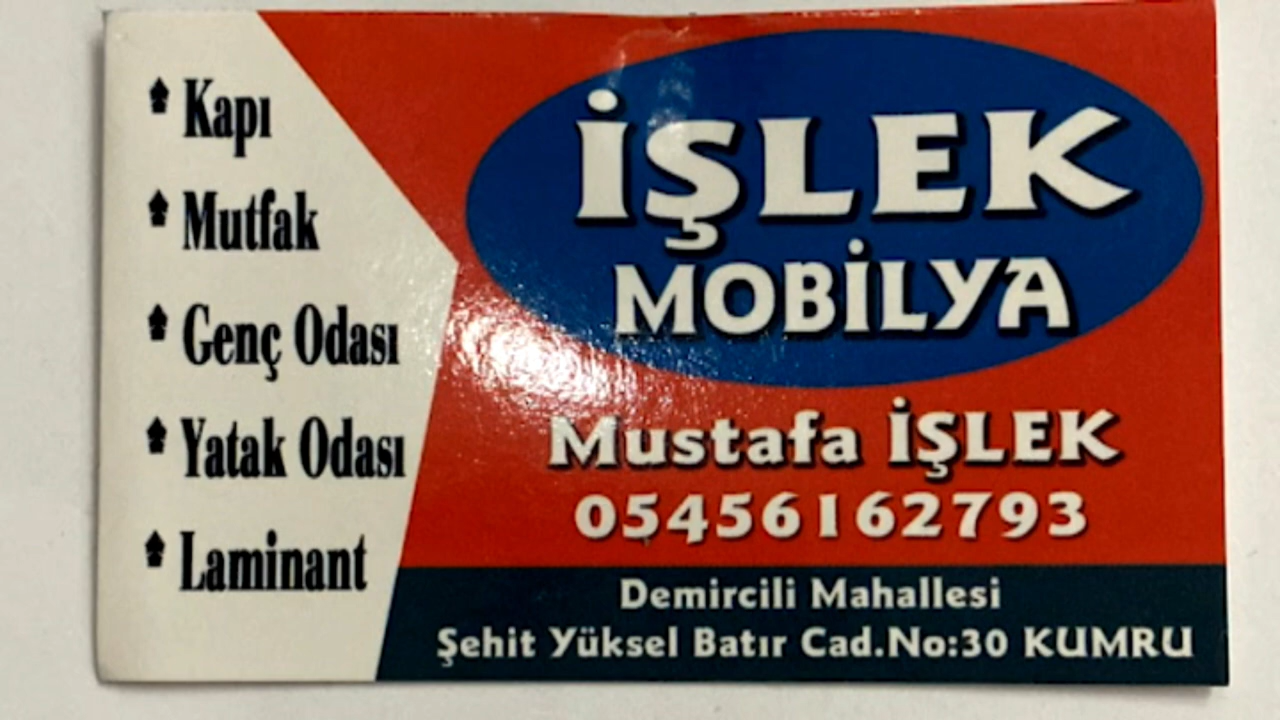 Kapı
Mutfak
Genç Odası
Yatak Odası
Laminant
İŞLEK
MOBİLYA
Mustafa İŞLEK
05456162793
Demircili Mahallesi
Şehit Yüksel Batır Cad.No:30 KUMRU